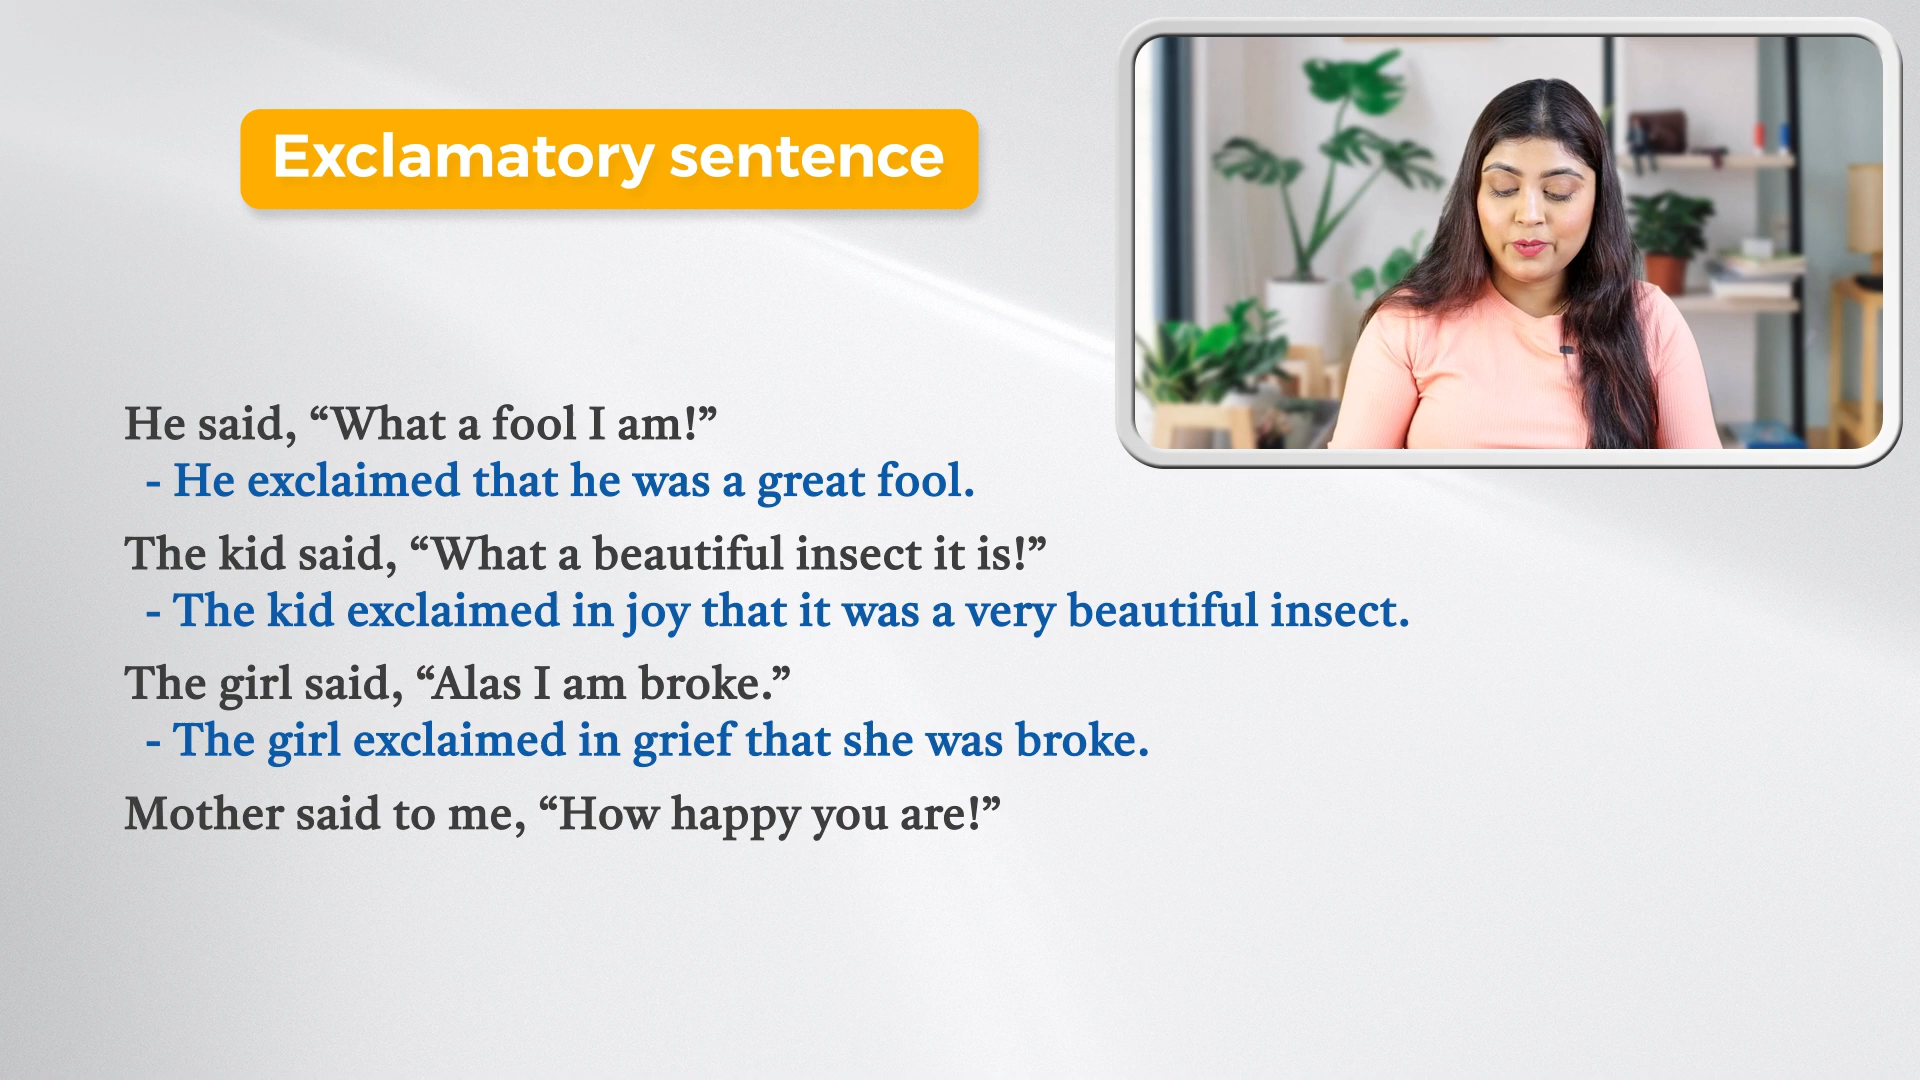 Exclamatory sentence
He said, “What a fool I am!”
- He exclaimed that he was a great fool.
The kid said, “What a beautiful insect it is!”
- The kid exclaimed in joy that it was a very beautiful insect.
The girl said, “Alas I am broke.”
- The girl exclaimed in grief that she was broke.
Mother said to me, “How happy you are!”